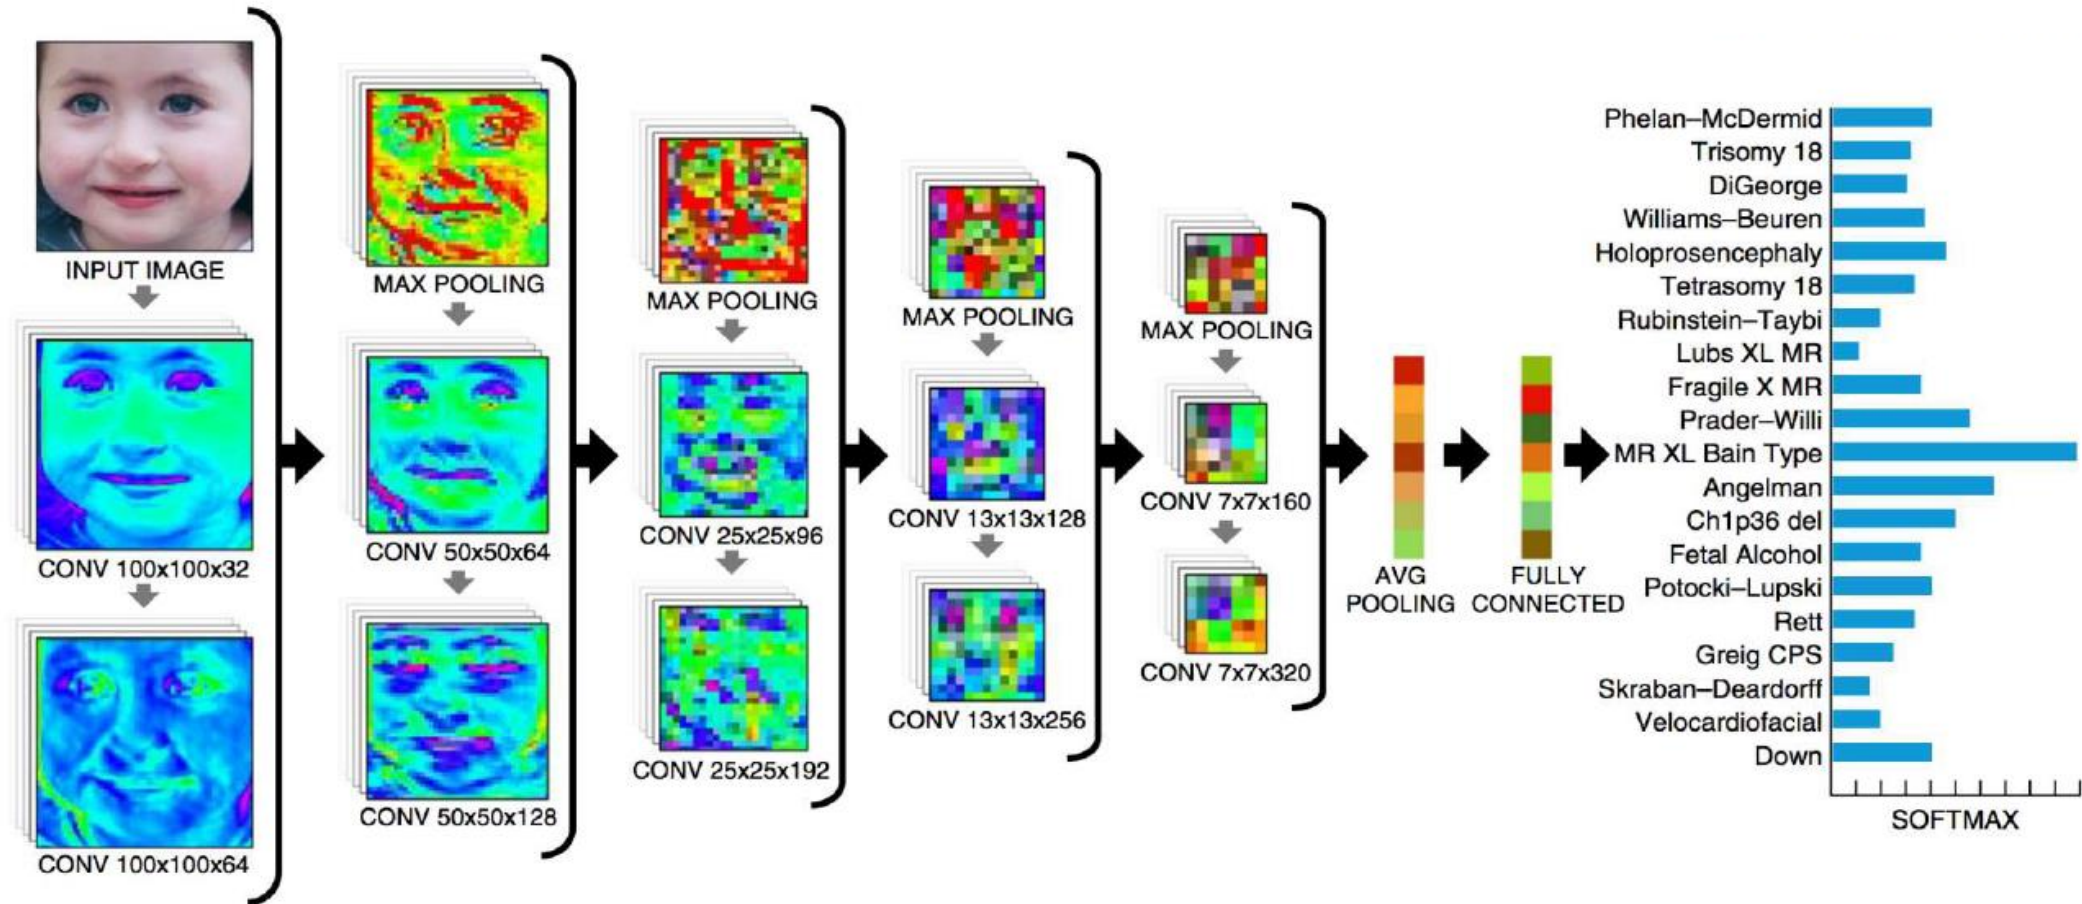 INPUT IMAGE
CONV 100x100x32
CONV 100x100x64
MAX POOLING
CONV 50x50x64
CONV 50x50x128
MAX POOLING
CONV 25x25x96
CONV 25x25x192
MAX POOLING
CONV 13x13x128
CONV 13x13x256
MAX POOLING
CONV 7x7x160
CONV 7x7x320
AVG
POOLING
FULLY
CONNECTED
Phelan–McDermid
Trisomy 18
DiGeorge
Williams–Beuren
Holoprosencephaly
Tetrasomy 18
Rubinstein–Taybi
Lubs XL MR
Fragile X MR
Prader–Willi
MR XL Bain Type
Angelman
Ch1p36 del
Fetal Alcohol
Potocki–Lupski
Rett
Greig CPS
Skraban–Deardorff
Velocardiofacial
Down
SOFTMAX